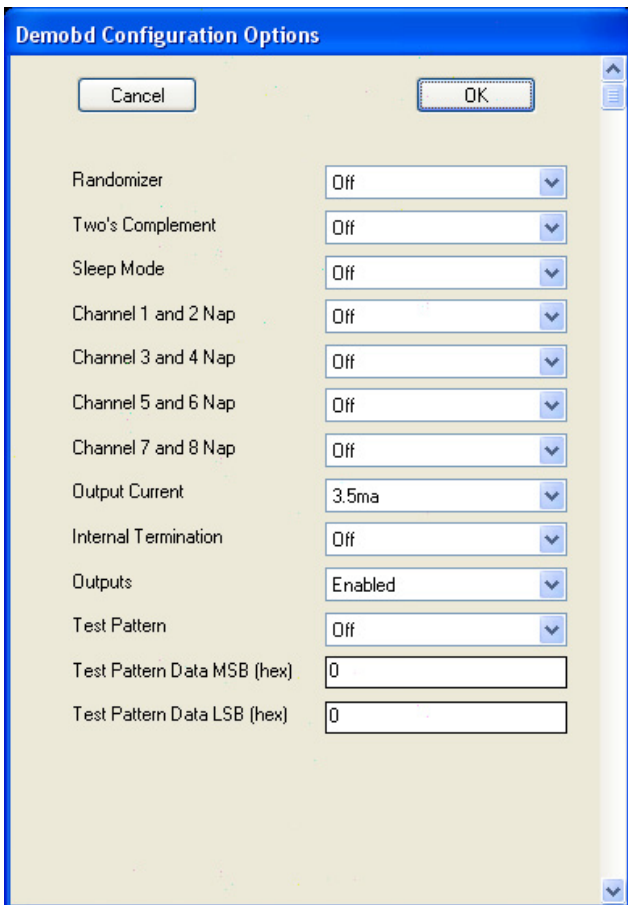 Demobd Configuration Options
Cancel OK
Randomizer Off
Two's Complement Off
Sleep Mode Off
Channel 1 and 2 Nap Off
Channel 3 and 4 Nap Off
Channel 5 and 6 Nap Off
Channel 7 and 8 Nap Off
Output Current 3.5ma
Internal Termination Off
Outputs Enabled
Test Pattern Off
Test Pattern Data MSB (hex) 0
Test Pattern Data LSB (hex) 0